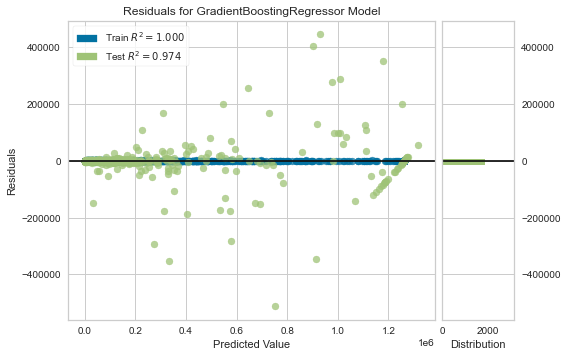 Residuals for GradientBoostingRegressor Model
Train R² = 1.000
Test R² = 0.974
400000
200000
0
−200000
−400000
Residuals
0.0 0.2 0.4 0.6 0.8 1.0 1.2
1e6
Predicted Value
400000
200000
0
−200000
−400000
0 2000
Distribution